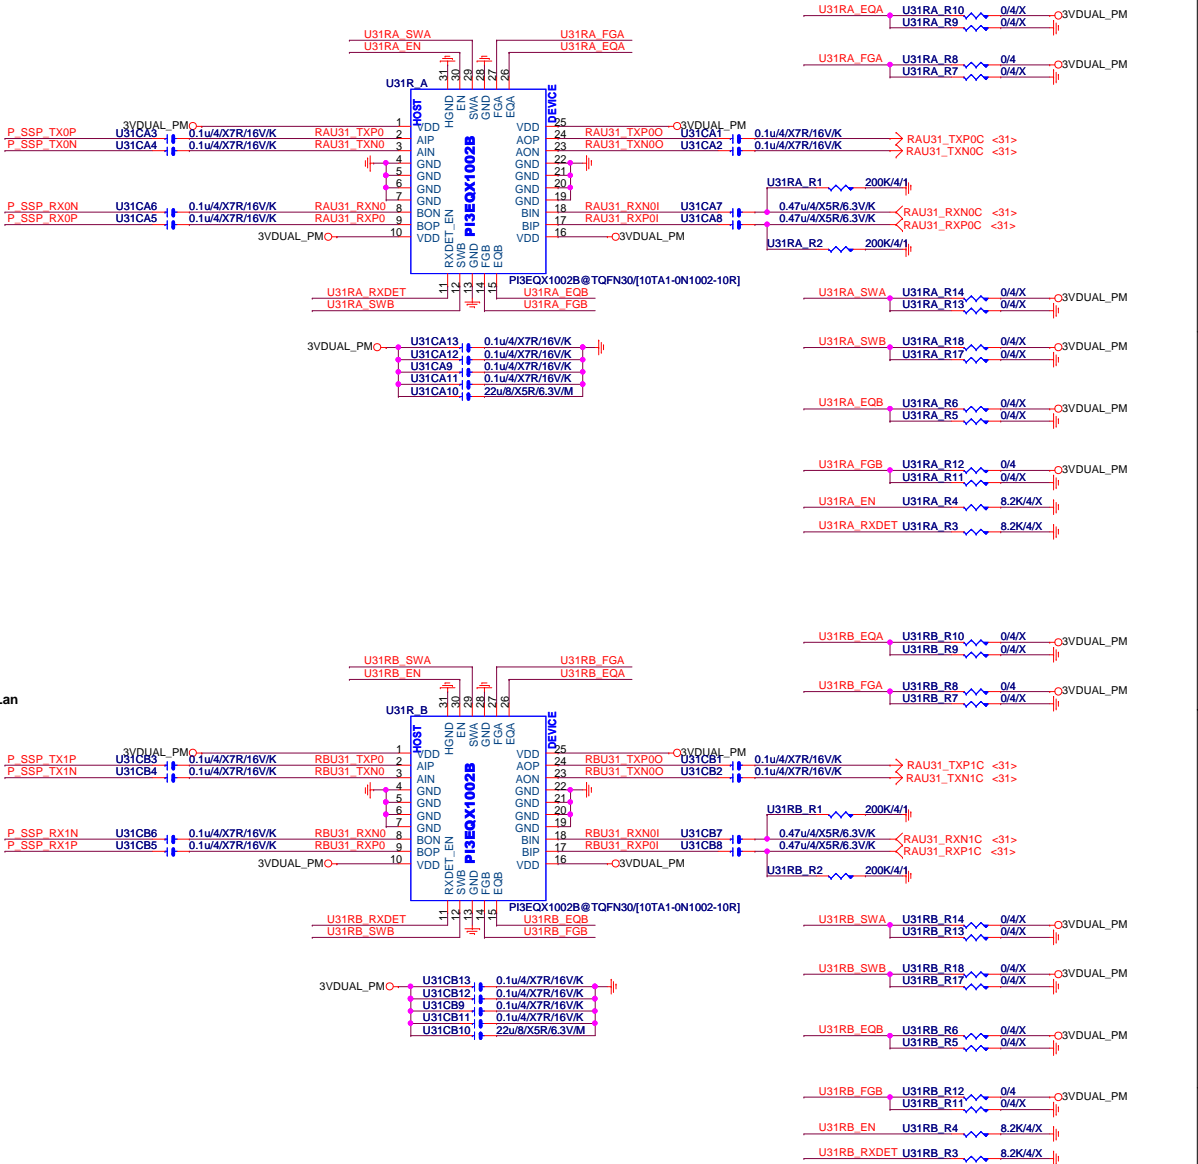 U31RA_EQA U31RA_R10 0/4/X 3VDUAL_PM
U31RA_R9 0/4/X
U31RA_SWA U31RA_FGA
U31RA_EN U31RA_EQA
U31RA_FGA U31RA_R8 0/4 3VDUAL_PM
U31RA_R7 0/4/X
31 30 29 28 27 26
U31R_A
HOST HGND EN SWA GND FGA EQA DEVICE
3VDUAL_PM 1 VDD VDD 25 3VDUAL_PM
P_SSP_TX0P U31CA3 0.1u/4/X7R/16V/K RAU31_TXP0 2 AIP AOP 24 RAU31_TXP0O U31CA1 0.1u/4/X7R/16V/K RAU31_TXP0C <31>
P_SSP_TX0N U31CA4 0.1u/4/X7R/16V/K RAU31_TXN0 3 AIN AON 23 RAU31_TXN0O U31CA2 0.1u/4/X7R/16V/K RAU31_TXN0C <31>
4 GND GND 22
5 GND GND 21
6 GND GND 20
7 GND GND 19
PI3EQX1002B
U31RA_R1 200K/4/1
P_SSP_RX0N U31CA6 0.1u/4/X7R/16V/K RAU31_RXN0 8 BON BIN 18 RAU31_RXN0I U31CA7 0.47u/4/X5R/6.3V/K RAU31_RXN0C <31>
P_SSP_RX0P U31CA5 0.1u/4/X7R/16V/K RAU31_RXP0 9 BOP BIP 17 RAU31_RXP0I U31CA8 0.47u/4/X5R/6.3V/K RAU31_RXP0C <31>
3VDUAL_PM 10 VDD VDD 16 3VDUAL_PM
U31RA_R2 200K/4/1
RXDET_EN SWB GND FGB EQB
11 12 13 14 15
PI3EQX1002B@TQFN30/[10TA1-0N1002-10R]
U31RA_RXDET U31RA_EQB
U31RA_SWB U31RA_FGB
U31RA_SWA U31RA_R14 0/4/X 3VDUAL_PM
U31RA_R13 0/4/X
3VDUAL_PM U31CA13 0.1u/4/X7R/16V/K
U31CA12 0.1u/4/X7R/16V/K
U31CA9 0.1u/4/X7R/16V/K
U31CA11 0.1u/4/X7R/16V/K
U31CA10 22u/8/X5R/6.3V/M
U31RA_SWB U31RA_R18 0/4/X 3VDUAL_PM
U31RA_R17 0/4/X
U31RA_EQB U31RA_R6 0/4/X 3VDUAL_PM
U31RA_R5 0/4/X
U31RA_FGB U31RA_R12 0/4 3VDUAL_PM
U31RA_R11 0/4/X
U31RA_EN U31RA_R4 8.2K/4/X
U31RA_RXDET U31RA_R3 8.2K/4/X
U31RB_EQA U31RB_R10 0/4/X 3VDUAL_PM
U31RB_R9 0/4/X
U31RB_SWA U31RB_FGA
U31RB_EN U31RB_EQA
U31RB_FGA U31RB_R8 0/4 3VDUAL_PM
U31RB_R7 0/4/X
Lan
31 30 29 28 27 26
U31R_B
HOST HGND EN SWA GND FGA EQA DEVICE
3VDUAL_PM 1 VDD VDD 25 3VDUAL_PM
P_SSP_TX1P U31CB3 0.1u/4/X7R/16V/K RBU31_TXP0 2 AIP AOP 24 RBU31_TXP0O U31CB1 0.1u/4/X7R/16V/K RAU31_TXP1C <31>
P_SSP_TX1N U31CB4 0.1u/4/X7R/16V/K RBU31_TXN0 3 AIN AON 23 RBU31_TXN0O U31CB2 0.1u/4/X7R/16V/K RAU31_TXN1C <31>
4 GND GND 22
5 GND GND 21
6 GND GND 20
7 GND GND 19
PI3EQX1002B
U31RB_R1 200K/4/1
P_SSP_RX1N U31CB6 0.1u/4/X7R/16V/K RBU31_RXN0 8 BON BIN 18 RBU31_RXN0I U31CB7 0.47u/4/X5R/6.3V/K RAU31_RXN1C <31>
P_SSP_RX1P U31CB5 0.1u/4/X7R/16V/K RBU31_RXP0 9 BOP BIP 17 RBU31_RXP0I U31CB8 0.47u/4/X5R/6.3V/K RAU31_RXP1C <31>
3VDUAL_PM 10 VDD VDD 16 3VDUAL_PM
U31RB_R2 200K/4/1
RXDET_EN SWB GND FGB EQB
11 12 13 14 15
PI3EQX1002B@TQFN30/[10TA1-0N1002-10R]
U31RB_RXDET U31RB_EQB
U31RB_SWB U31RB_FGB
U31RB_SWA U31RB_R14 0/4/X 3VDUAL_PM
U31RB_R13 0/4/X
U31RB_SWB U31RB_R18 0/4/X 3VDUAL_PM
U31RB_R17 0/4/X
3VDUAL_PM U31CB13 0.1u/4/X7R/16V/K
U31CB12 0.1u/4/X7R/16V/K
U31CB9 0.1u/4/X7R/16V/K
U31CB11 0.1u/4/X7R/16V/K
U31CB10 22u/8/X5R/6.3V/M
U31RB_EQB U31RB_R6 0/4/X 3VDUAL_PM
U31RB_R5 0/4/X
U31RB_FGB U31RB_R12 0/4 3VDUAL_PM
U31RB_R11 0/4/X
U31RB_EN U31RB_R4 8.2K/4/X
U31RB_RXDET U31RB_R3 8.2K/4/X